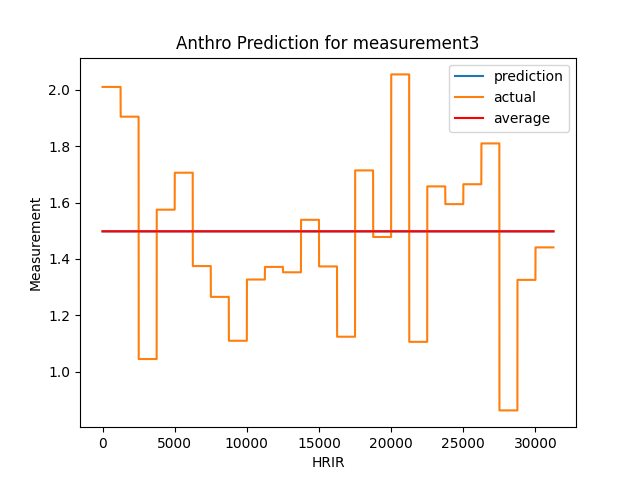 Anthro Prediction for measurement3
prediction
actual
average
Measurement
2.0
1.8
1.6
1.4
1.2
1.0
0 5000 10000 15000 20000 25000 30000
HRIR